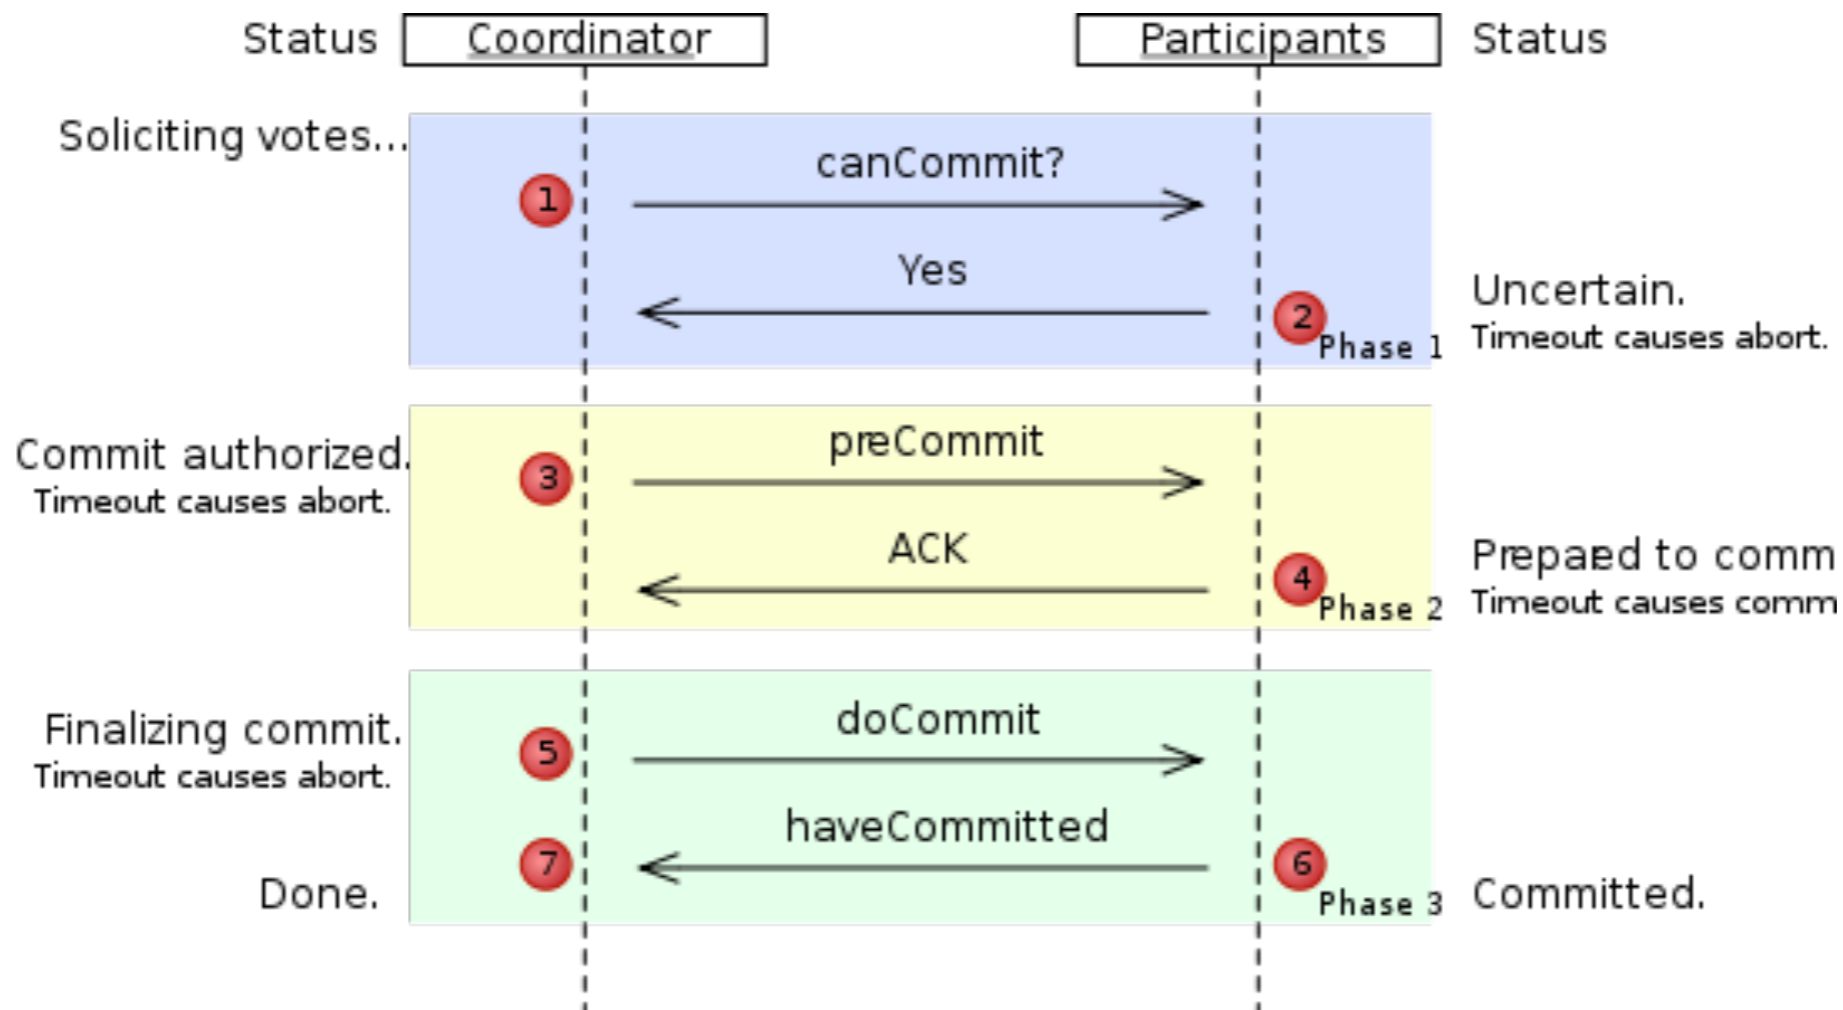 Status Coordinator Participants Status
Soliciting votes...
canCommit?
1
Yes
Uncertain.
2
Phase 1
Timeout causes abort.
preCommit
Commit authorized.
3
Timeout causes abort.
ACK
Prepared to comm
4
Phase 2
Timeout causes comm
doCommit
Finalizing commit.
5
Timeout causes abort.
haveCommitted
7
6
Done.
Phase 3
Committed.